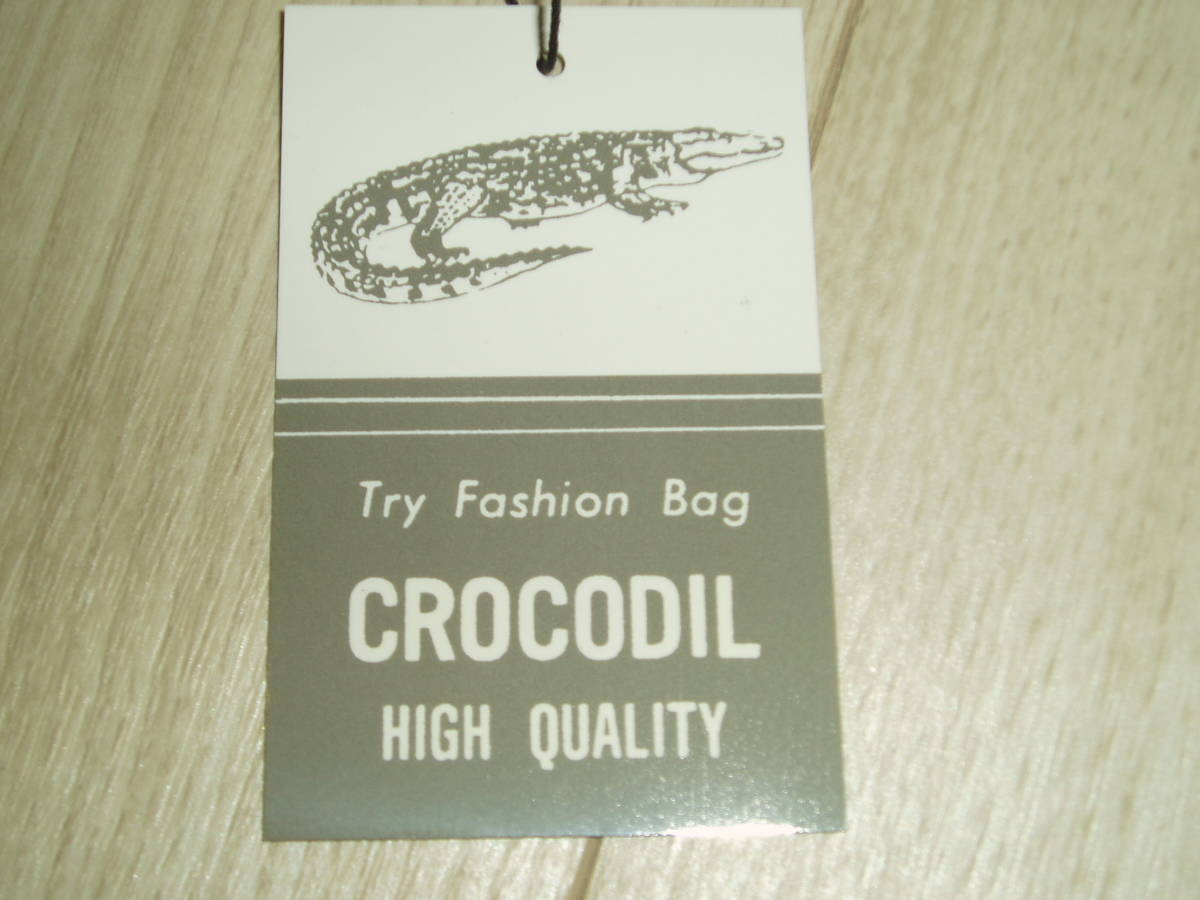 Try Fashion Bag
CROCODIL
HIGH QUALITY